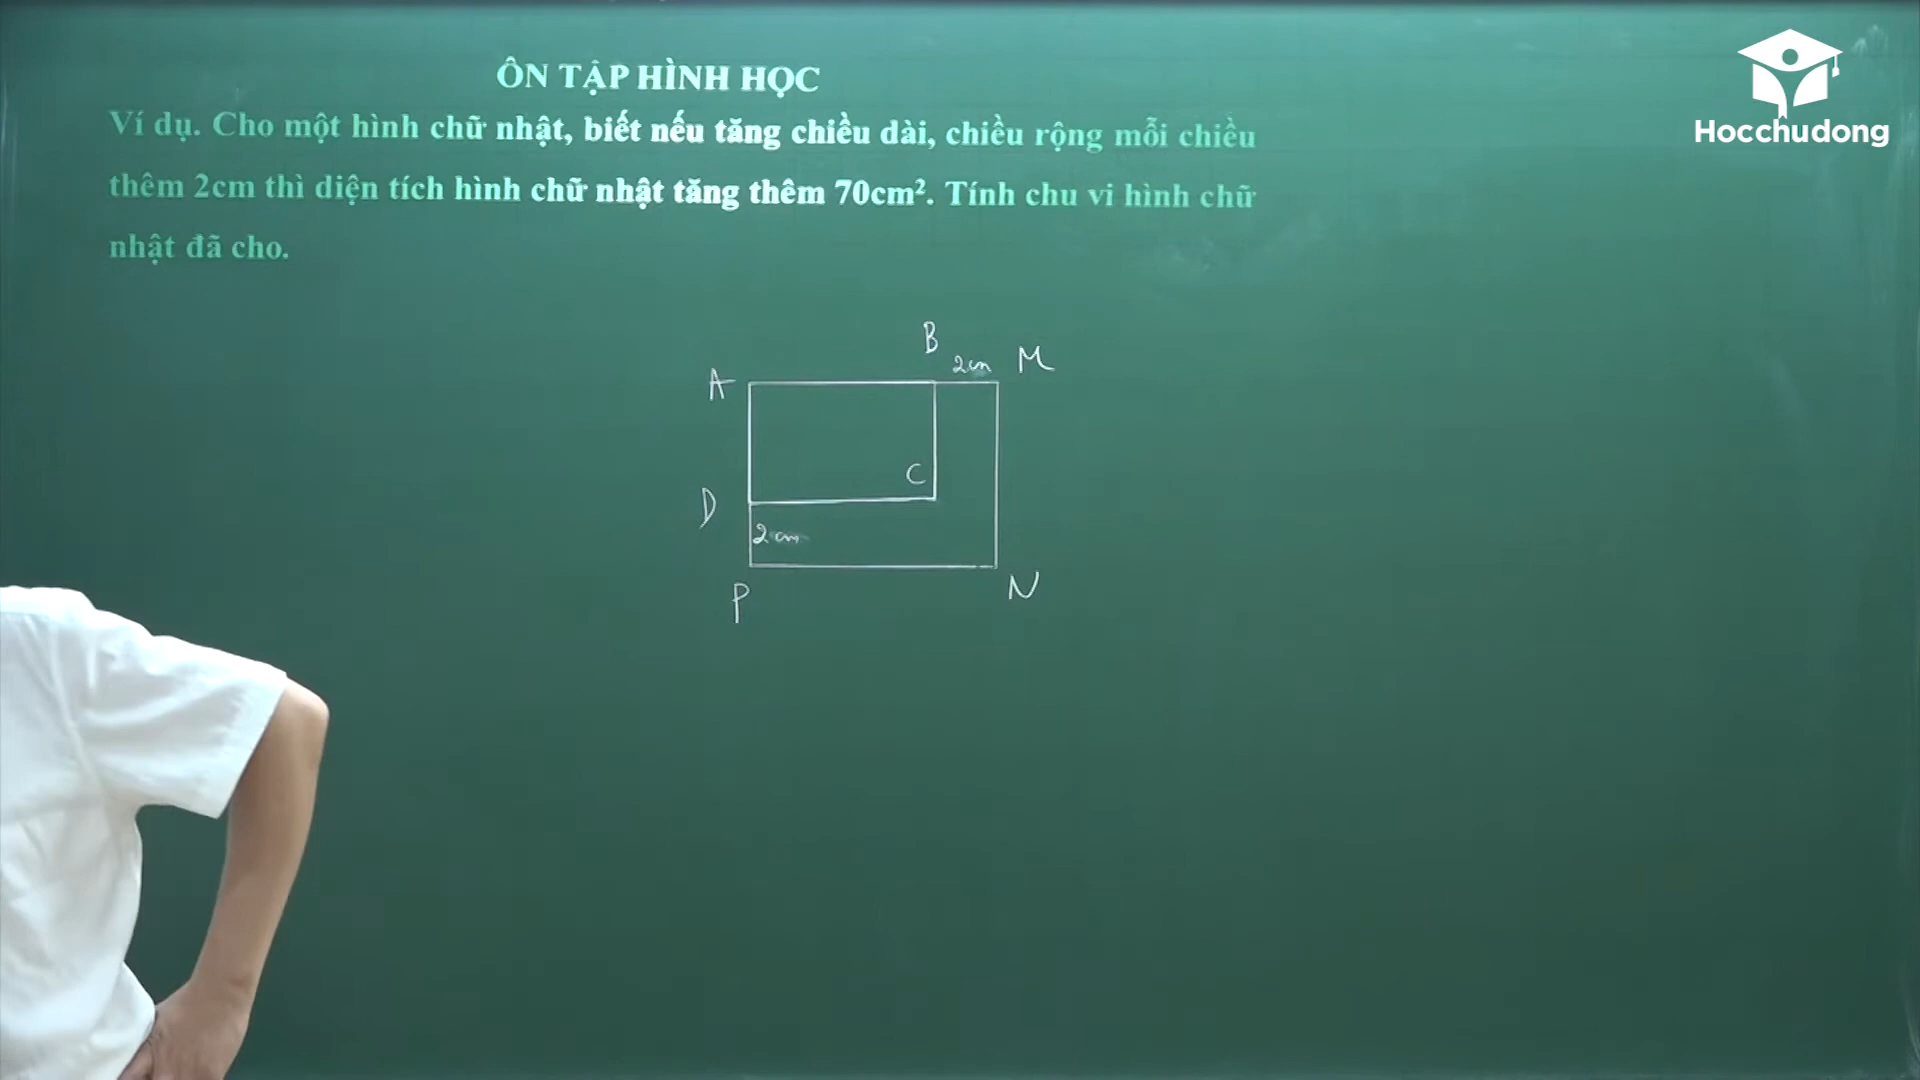 Hocchudong
ÔN TẬP HÌNH HỌC
Ví dụ. Cho một hình chữ nhật, biết nếu tăng chiều dài, chiều rộng mỗi chiều
thêm 2cm thì diện tích hình chữ nhật tăng thêm 70cm². Tính chu vi hình chữ
nhật đã cho.
B
2cm M
A
C
D
2cm
P
N